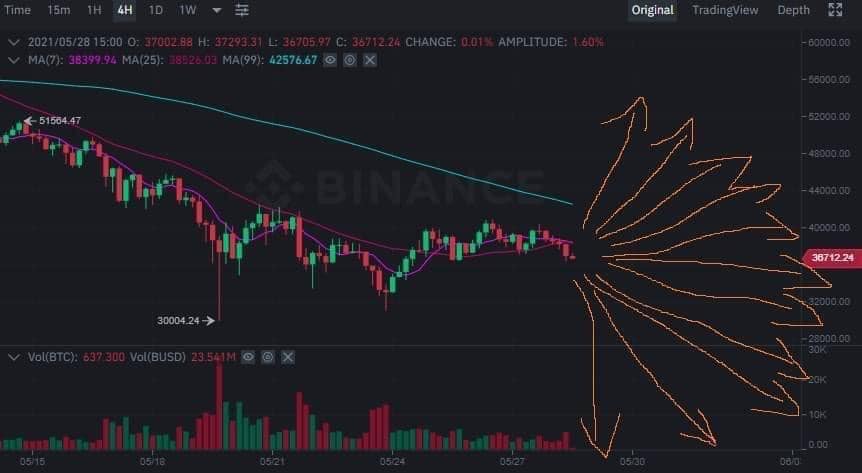 Time 15m 1H 4H 1D 1W Original TradingView Depth
2021/05/28 15:00 O: 37002.88 H: 37293.31 L: 36705.97 C: 36712.24 CHANGE: 0.01% AMPLITUDE: 1.60%
MA(7): 38399.94 MA(25): 38526.03 MA(99): 42576.67
60000.00
56000.00
52000.00
51564.47
48000.00
44000.00
BINANCE
40000.00
36712.24
32000.00
30004.24
28000.00
Vol(BTC): 637.300 Vol(BUSD) 23.541M
30K
20K
10K
0.00
05/15 05/18 05/21 05/24 05/27 05/30